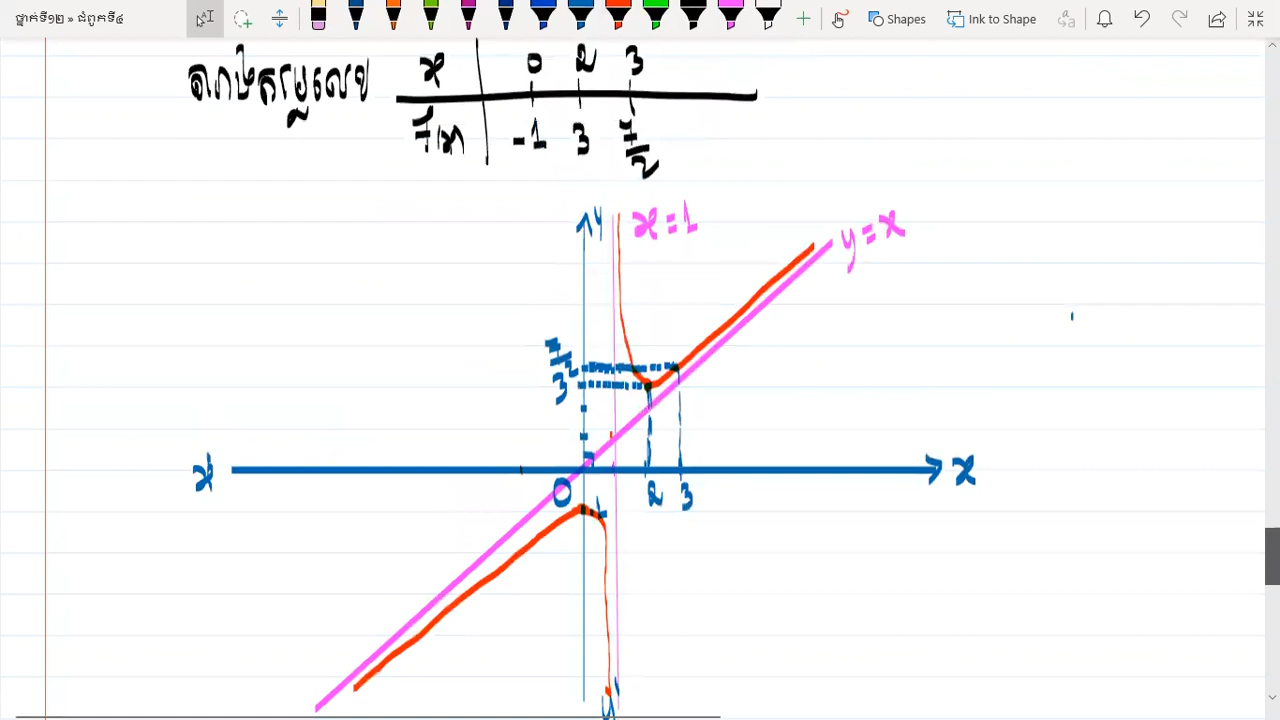 ថ្នាក់ទី១២ » ជំពូកទី៤
Shapes Ink to Shape
តារាងតម្លេលេខ x 0 2 3
f(x) -1 3 7/2
y
x=1
y=x
7/2
3
x' x
0 2 3
-1
y'